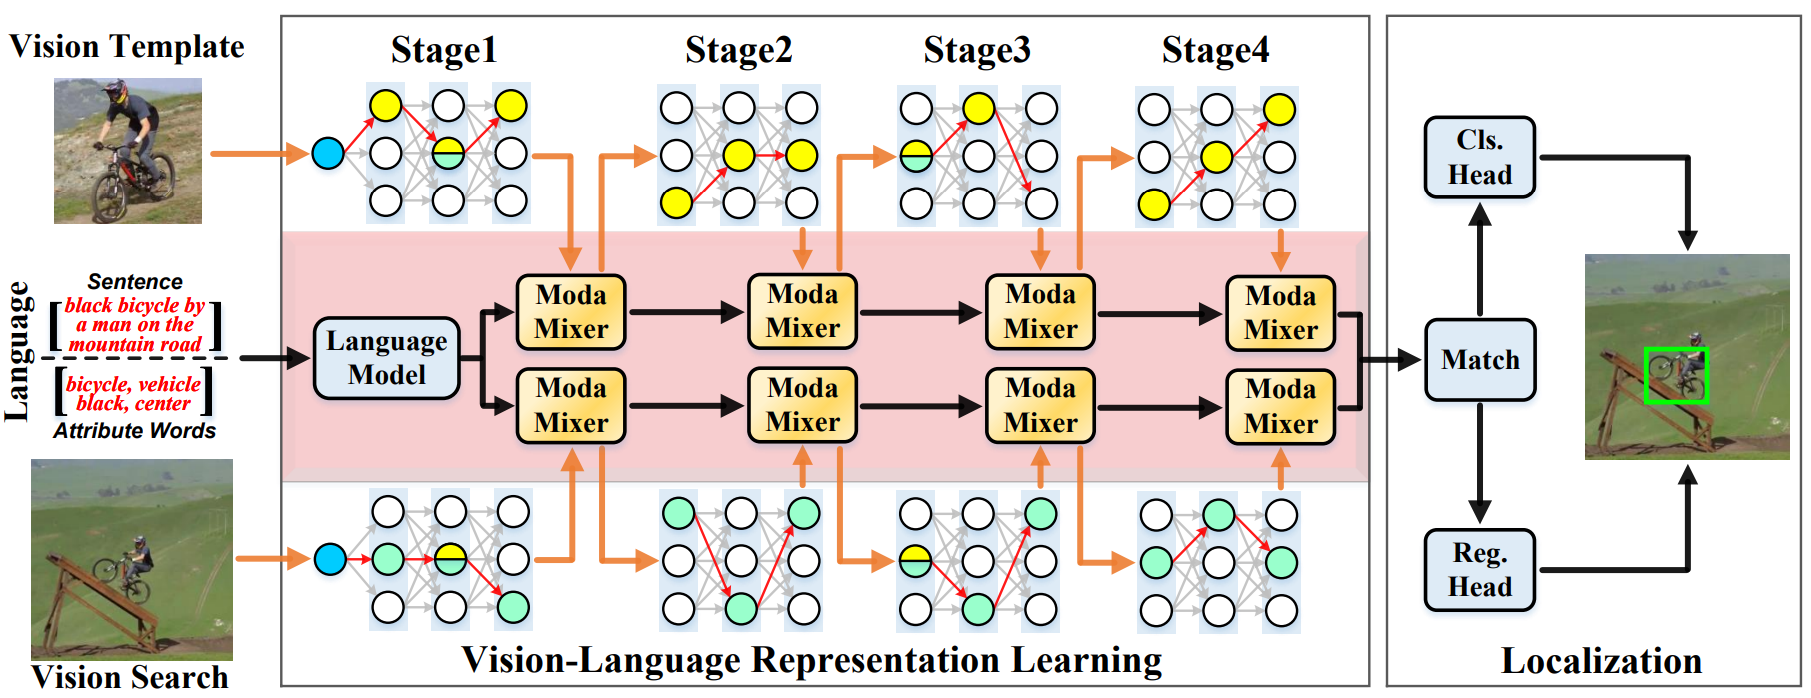 Vision Template
Stage1
Stage2
Stage3
Stage4
Language
Sentence
[black bicycle by
a man on the
mountain road]
[bicycle, vehicle
black, center]
Attribute Words
Vision Search
Language
Model
Moda
Mixer
Moda
Mixer
Moda
Mixer
Moda
Mixer
Moda
Mixer
Moda
Mixer
Moda
Mixer
Moda
Mixer
Vision-Language Representation Learning
Cls.
Head
Match
Reg.
Head
Localization